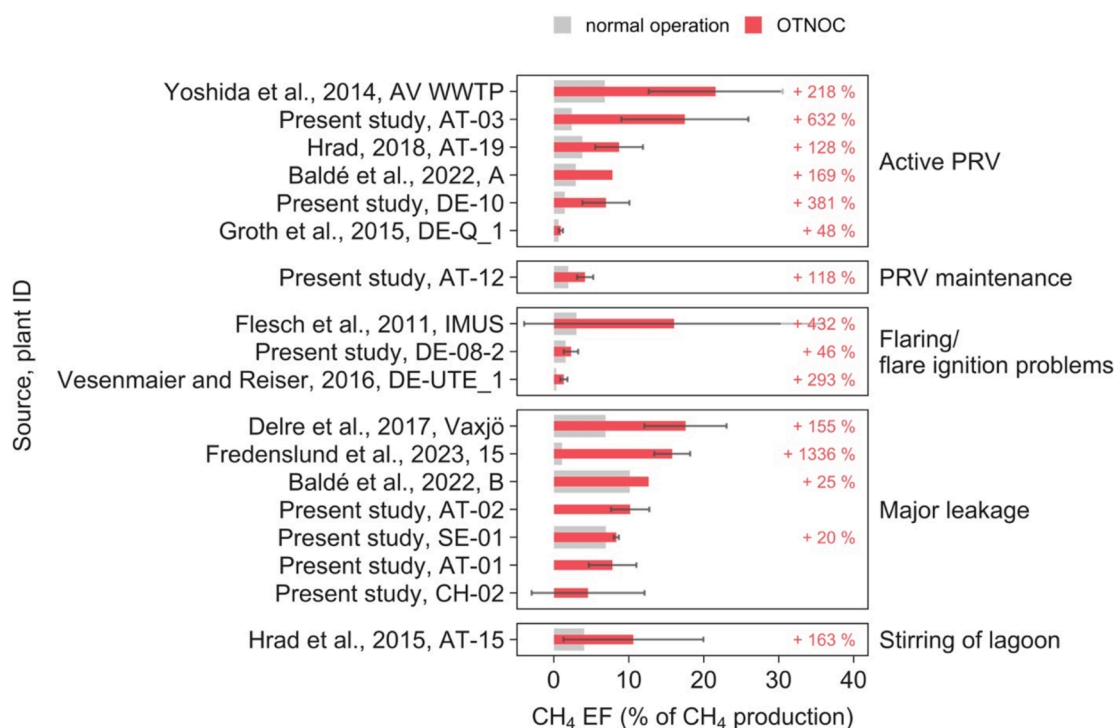 normal operation OTNOC
Yoshida et al., 2014, AV WWTP + 218 %
Present study, AT-03 + 632 %
Hrad, 2018, AT-19 + 128 %
Active PRV
Baldé et al., 2022, A + 169 %
Present study, DE-10 + 381 %
Groth et al., 2015, DE-Q_1 + 48 %
Present study, AT-12 + 118 % PRV maintenance
Flesch et al., 2011, IMUS + 432 %
Flaring/
Present study, DE-08-2 + 46 %
flare ignition problems
Vesenmaier and Reiser, 2016, DE-UTE_1 + 293 %
Delre et al., 2017, Vaxjö + 155 %
Fredenslund et al., 2023, 15 + 1336 %
Baldé et al., 2022, B + 25 %
Present study, AT-02 Major leakage
Present study, SE-01 + 20 %
Present study, AT-01
Present study, CH-02
Hrad et al., 2015, AT-15 + 163 % Stirring of lagoon
Source, plant ID
0 10 20 30 40
CH₄ EF (% of CH₄ production)